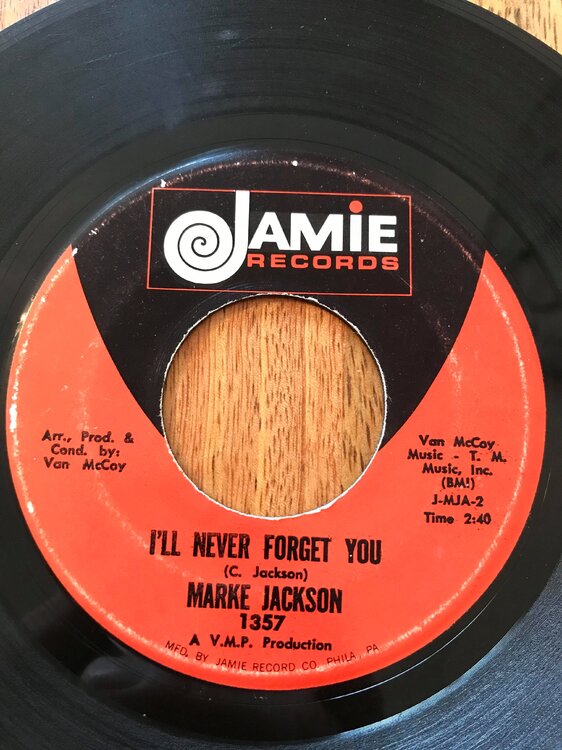 JAMIE
RECORDS
Arr., Prod. &
Cond. by:
Van McCoy
Van McCoy
Music - T. M.
Music, Inc.
(BMI)
J-MJA-2
Time 2:40
I'LL NEVER FORGET YOU
(C. Jackson)
MARKE JACKSON
1357
A V.M.P. Production
MFD. BY JAMIE RECORD CO. PHILA., PA